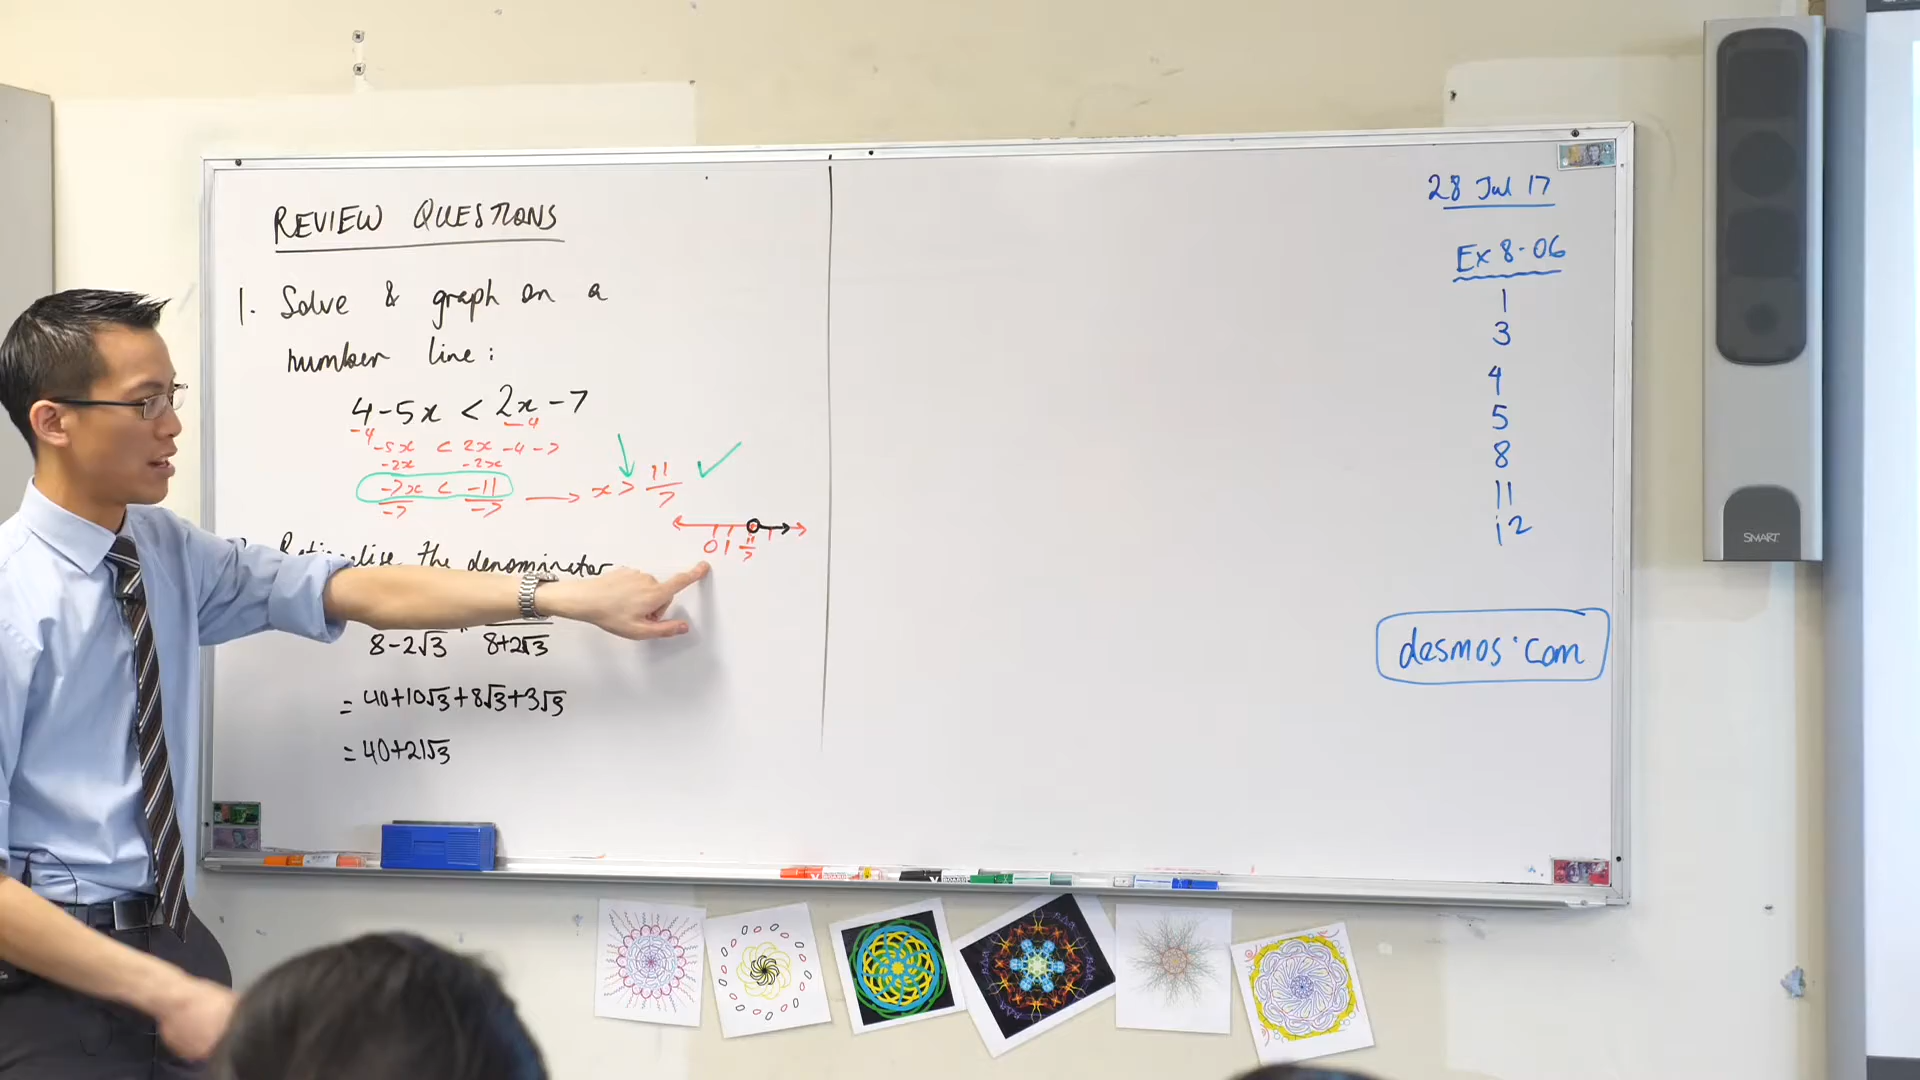 REVIEW QUESTIONS
1. Solve & graph on a
number line:
4-5x < 2x-7
-4 -4
-5x < 2x-4-7
-2x -2x
-7x < -11 → x > 11/7 ✓
-7 -7
0 1 11/7
the denominator
8-2√3 8+2√3
= 40+10√3+8√3+3√3
= 40+21√3
28 Jul 17
Ex 8-06
1
3
4
5
8
11
12
desmos.com
SMART